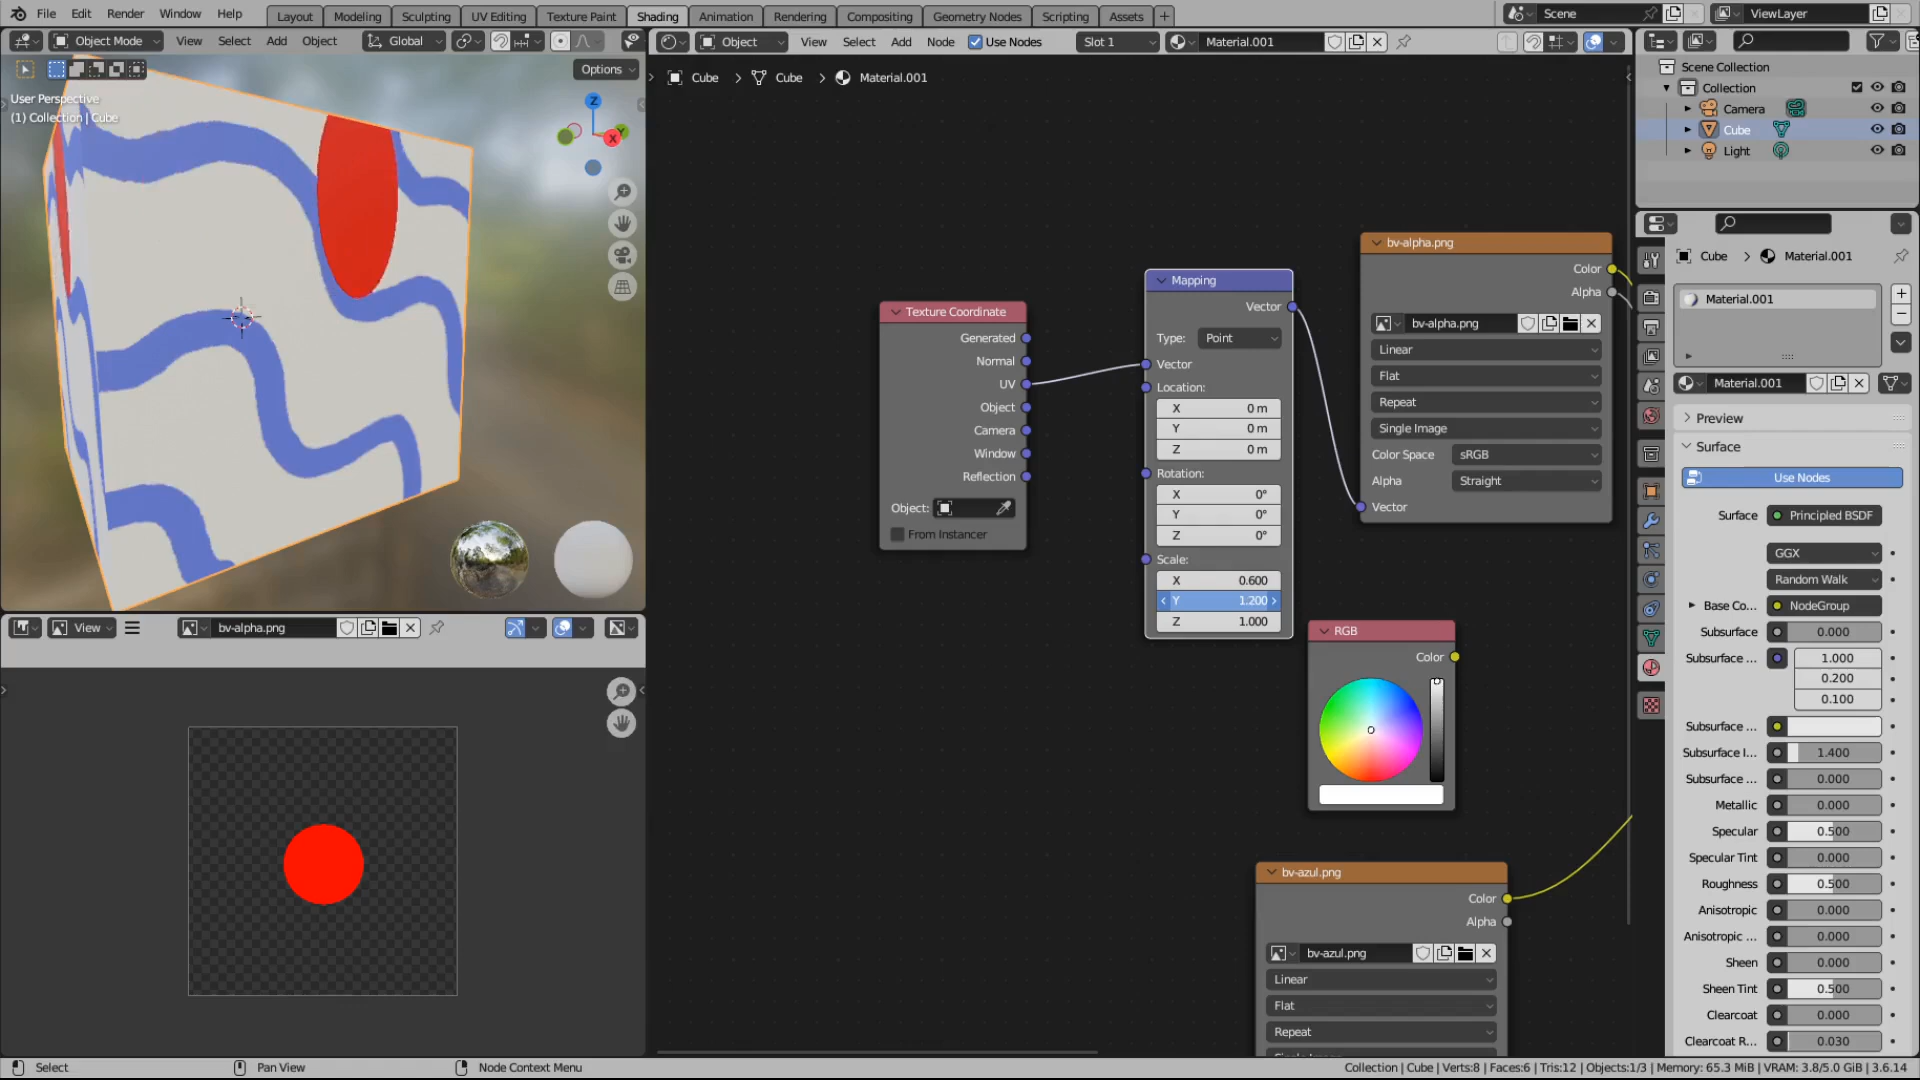 File Edit Render Window Help Layout Modeling Sculpting UV Editing Texture Paint Shading Animation Rendering Compositing Geometry Nodes Scripting Assets + Scene ViewLayer
Object Mode View Select Add Object Global Object View Select Add Node Use Nodes Slot 1 Material.001
Options
User Perspective
(1) Collection | Cube
Z
Y
X
Cube > Cube > Material.001
Texture Coordinate
Generated
Normal
UV
Object
Camera
Window
Reflection
Object:
From Instancer
Mapping
Vector
Type: Point
Vector
Location:
X 0 m
Y 0 m
Z 0 m
Rotation:
X 0°
Y 0°
Z 0°
Scale:
X 0.600
Y 1.200
Z 1.000
bv-alpha.png
Color
Alpha
bv-alpha.png
Linear
Flat
Repeat
Single Image
Color Space sRGB
Alpha Straight
Vector
RGB
Color
bv-azul.png
Color
Alpha
bv-azul.png
Linear
Flat
Repeat
View bv-alpha.png
Scene Collection
Collection
Camera
Cube
Light
Cube > Material.001
Material.001
Material.001
Preview
Surface
Use Nodes
Surface Principled BSDF
GGX
Random Walk
Base Co... NodeGroup
Subsurface 0.000
Subsurface ... 1.000
0.200
0.100
Subsurface ...
Subsurface I... 1.400
Subsurface ... 0.000
Metallic 0.000
Specular 0.500
Specular Tint 0.000
Roughness 0.500
Anisotropic 0.000
Anisotropic ... 0.000
Sheen 0.000
Sheen Tint 0.500
Clearcoat 0.000
Clearcoat R... 0.030
Select Pan View Node Context Menu Collection | Cube | Verts:8 | Faces:6 | Tris:12 | Objects:1/3 | Memory: 65.3 MiB | VRAM: 3.8/5.0 GiB | 3.6.14